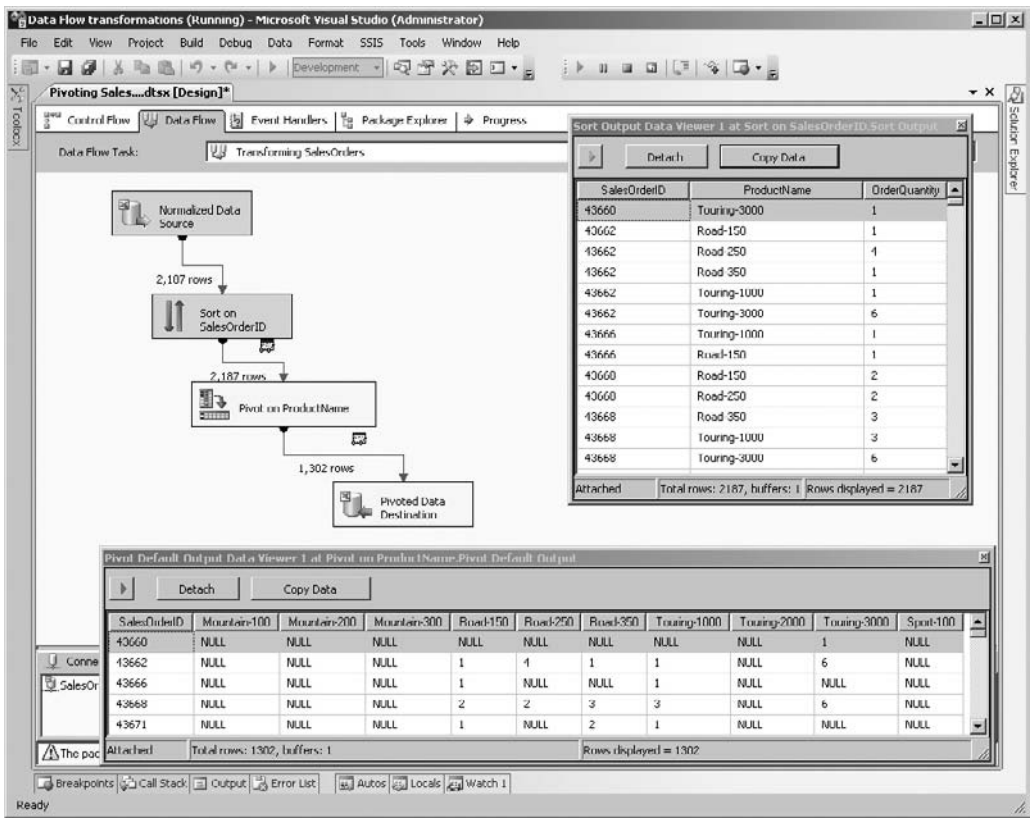 Data Flow transformations (Running) - Microsoft Visual Studio (Administrator)
File Edit View Project Build Debug Data Format SSIS Tools Window Help
Development
Pivoting Sales....dtsx [Design]*
Toolbox
Solution Explorer
Control Flow Data Flow Event Handlers Package Explorer Progress
Data Flow Task: Transforming SalesOrders
Normalized Data
Source
2,107 rows
Sort on
SalesOrderID
2,187 rows
Pivot on ProductName
1,302 rows
Pivoted Data
Destination
Sort Output Data Viewer 1 at Sort on SalesOrderID.Sort Output
Detach Copy Data
SalesOrderID ProductName OrderQuantity
43660 Touring-3000 1
43662 Road-150 1
43662 Road-250 4
43662 Road-350 1
43662 Touring-1000 1
43662 Touring-3000 6
43666 Touring-1000 1
43666 Road-150 1
43668 Road-150 2
43668 Road-250 2
43668 Road-350 3
43668 Touring-1000 3
43668 Touring-3000 6
Attached Total rows: 2187, buffers: 1 Rows displayed = 2187
Pivot Default Output Data Viewer 1 at Pivot on ProductName.Pivot Default Output
Detach Copy Data
SalesOrderID Mountain-100 Mountain-200 Mountain-300 Road-150 Road-250 Road-350 Touring-1000 Touring-2000 Touring-3000 Sport-100
43660 NULL NULL NULL NULL NULL NULL NULL NULL 1 NULL
43662 NULL NULL NULL 1 4 1 1 NULL 6 NULL
43666 NULL NULL NULL 1 NULL NULL 1 NULL NULL NULL
43668 NULL NULL NULL 2 2 3 3 NULL 6 NULL
43671 NULL NULL NULL 1 NULL 2 1 NULL NULL NULL
Attached Total rows: 1302, buffers: 1 Rows displayed = 1302
Conne
SalesOr
The pac
Breakpoints Call Stack Output Error List Autos Locals Watch 1
Ready